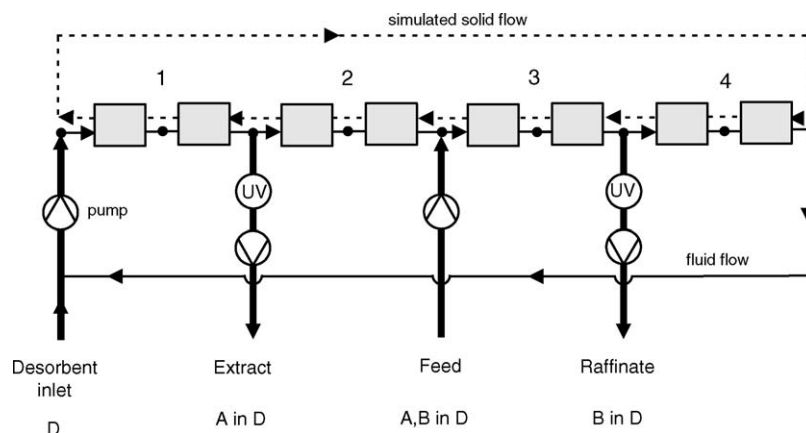 simulated solid flow
1
2
3
4
UV
UV
pump
fluid flow
Desorbent
inlet
Extract
Feed
Raffinate
D
A in D
A,B in D
B in D